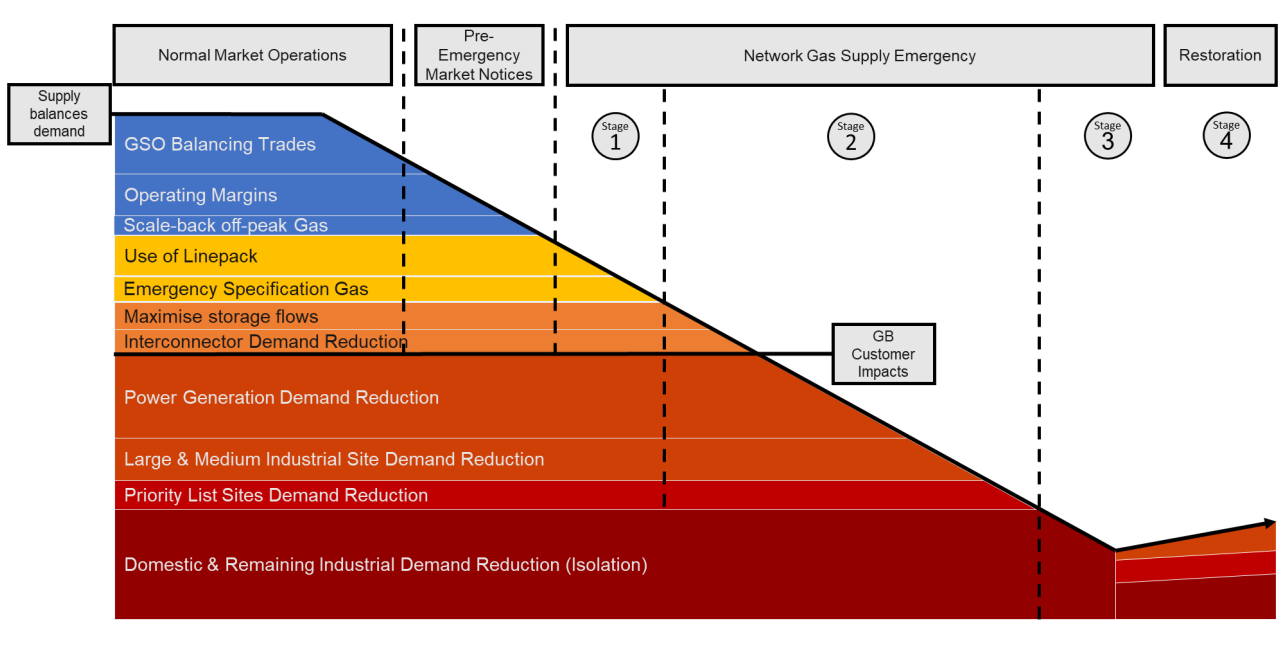 Normal Market Operations
Pre-
Emergency
Market Notices
Network Gas Supply Emergency
Restoration
Supply
balances
demand
Stage
1
Stage
2
Stage
3
Stage
4
GSO Balancing Trades
Operating Margins
Scale-back off-peak Gas
Use of Linepack
Emergency Specification Gas
Maximise storage flows
Interconnector Demand Reduction
GB
Customer
Impacts
Power Generation Demand Reduction
Large & Medium Industrial Site Demand Reduction
Priority List Sites Demand Reduction
Domestic & Remaining Industrial Demand Reduction (Isolation)